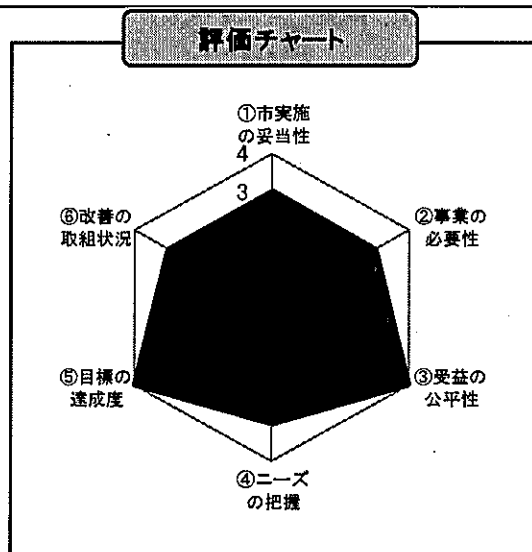 評価チャート
①市実施
の妥当性
4
3
⑥改善の
取組状況
②事業の
必要性
⑤目標の
達成度
③受益の
公平性
④ニーズ
の把握